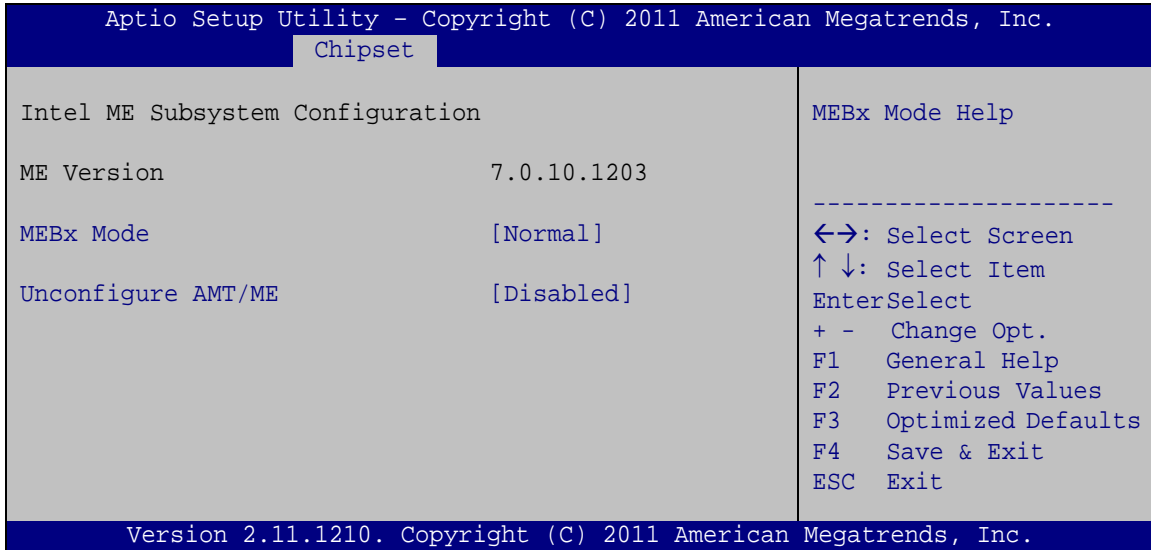 Aptio Setup Utility – Copyright (C) 2011 American Megatrends, Inc.
Chipset
Intel ME Subsystem Configuration
ME Version 7.0.10.1203
MEBx Mode [Normal]
Unconfigure AMT/ME [Disabled]
MEBx Mode Help
---------------------
←→: Select Screen
↑ ↓: Select Item
EnterSelect
+ - Change Opt.
F1 General Help
F2 Previous Values
F3 Optimized Defaults
F4 Save & Exit
ESC Exit
Version 2.11.1210. Copyright (C) 2011 American Megatrends, Inc.